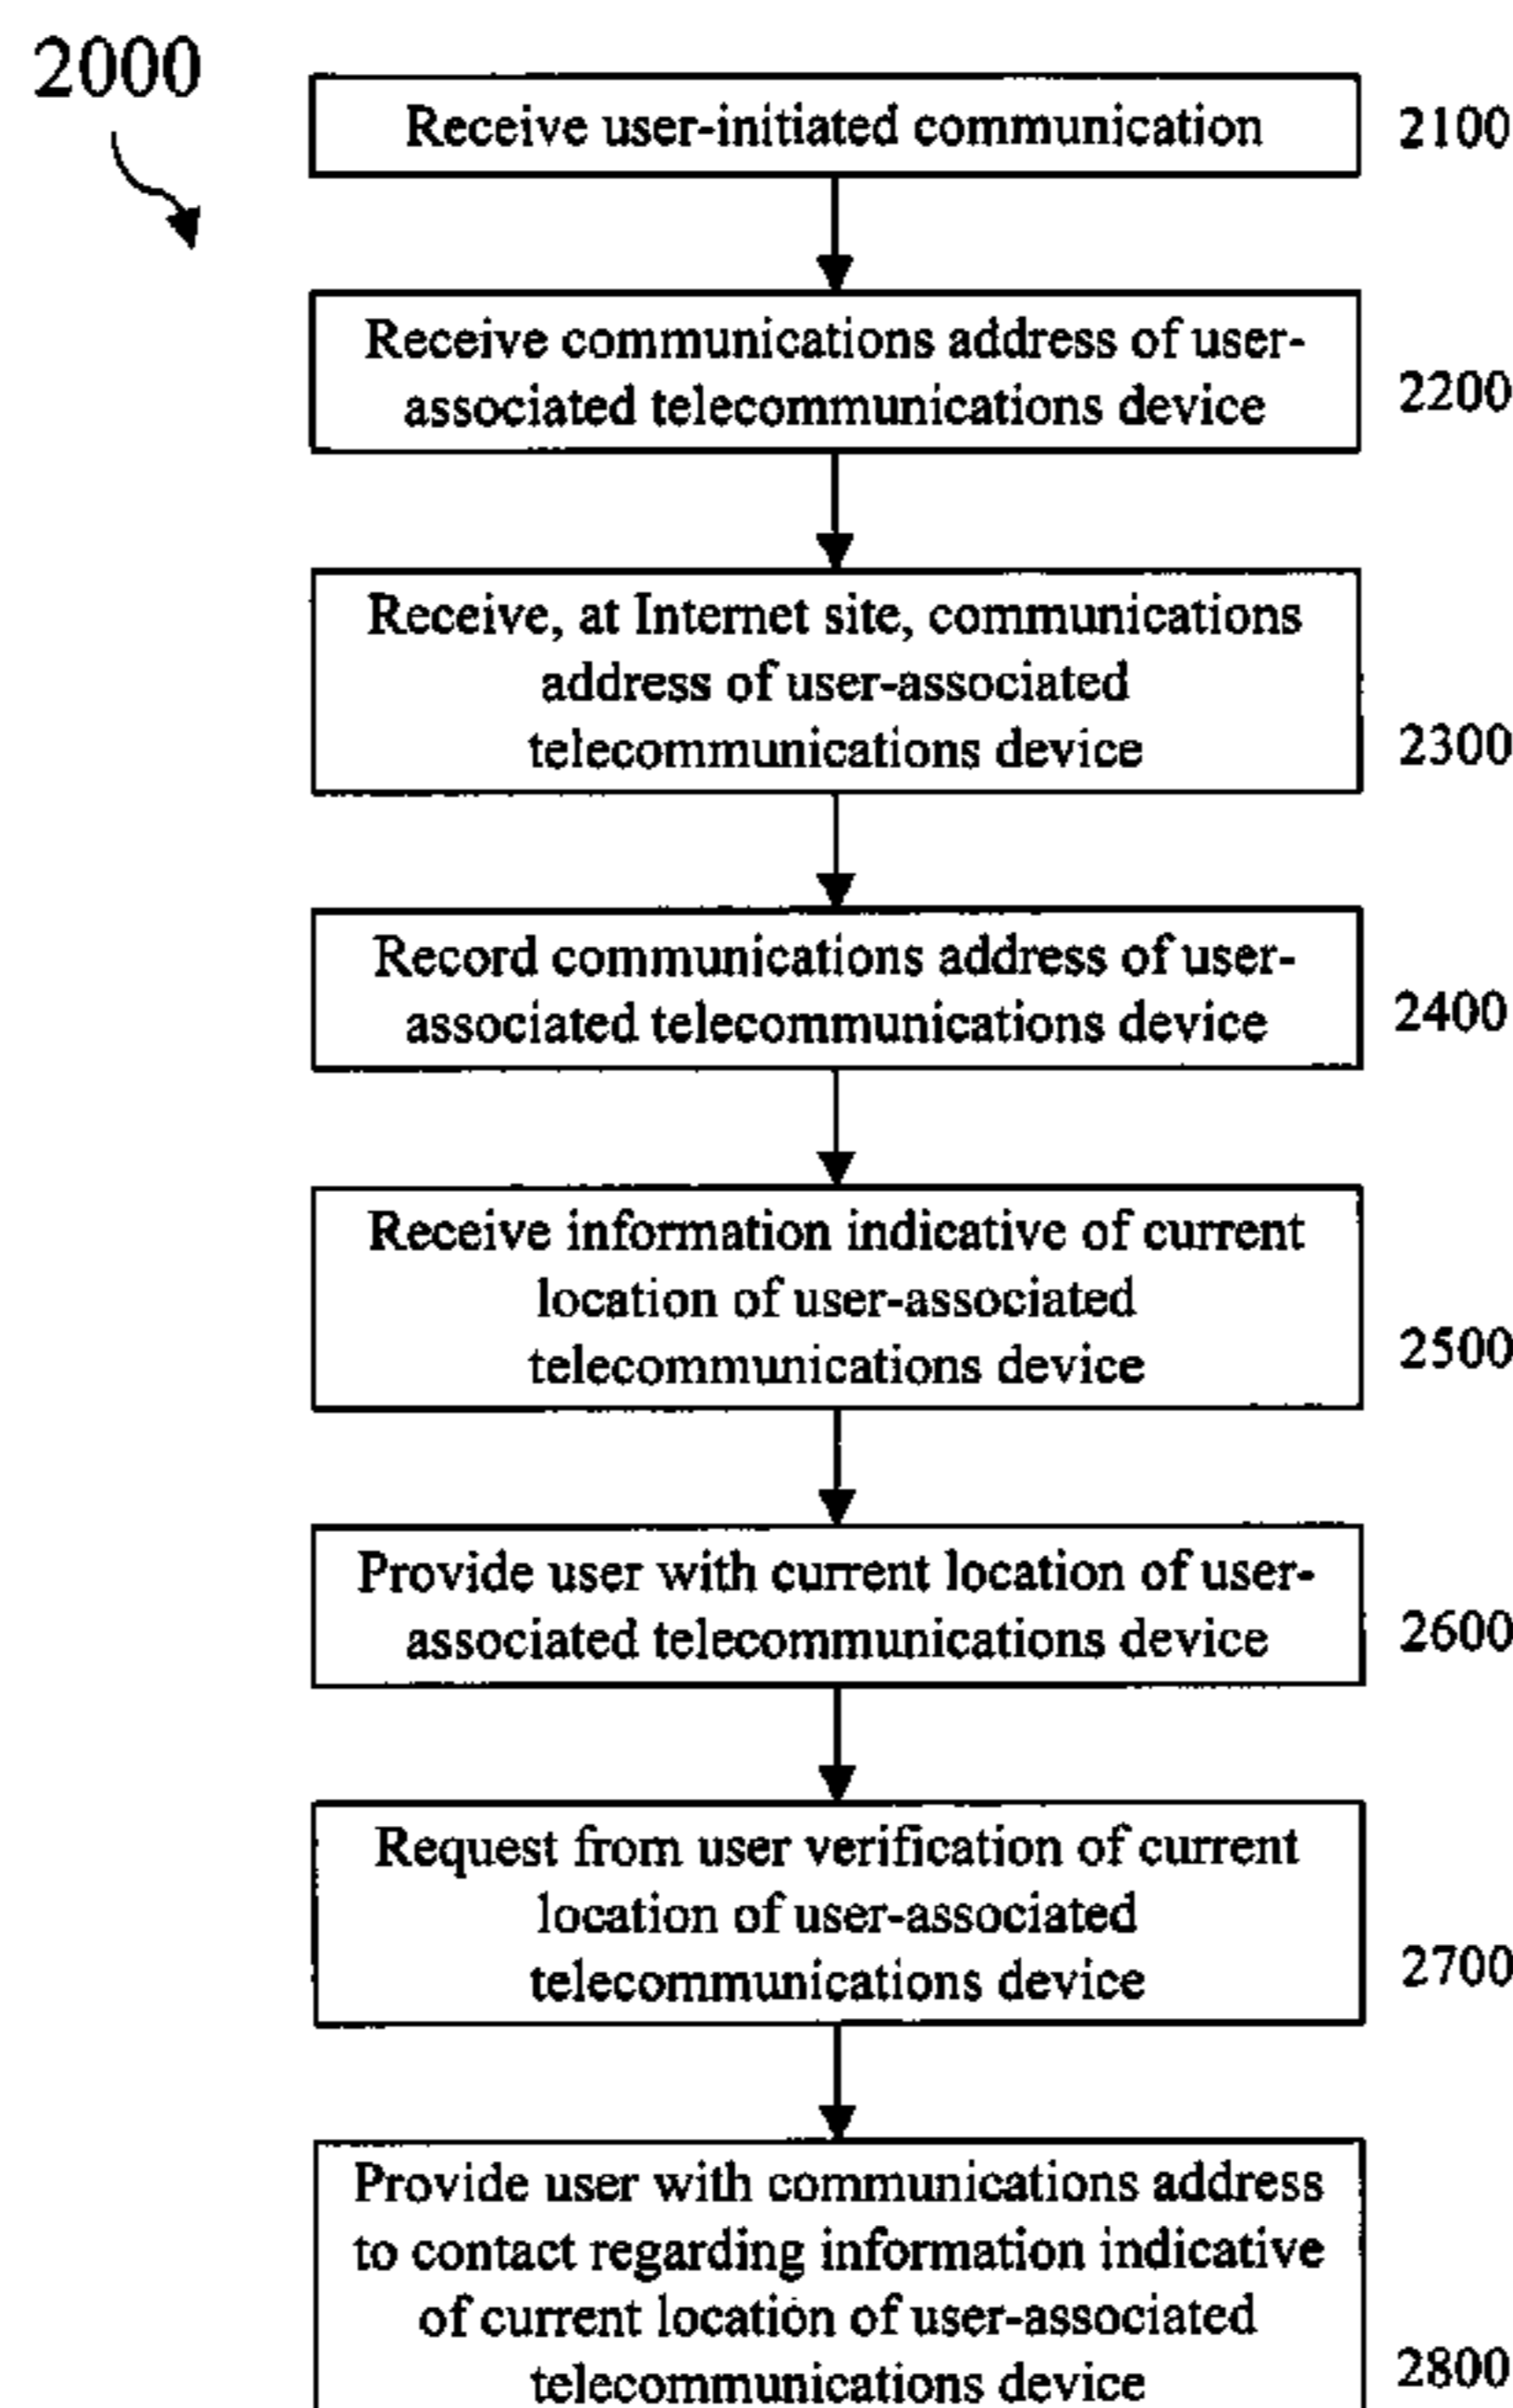 2000
Receive user-initiated communication
2100
Receive communications address of user-
associated telecommunications device
2200
Receive, at Internet site, communications
address of user-associated
telecommunications device
2300
Record communications address of user-
associated telecommunications device
2400
Receive information indicative of current
location of user-associated
telecommunications device
2500
Provide user with current location of user-
associated telecommunications device
2600
Request from user verification of current
location of user-associated
telecommunications device
2700
Provide user with communications address
to contact regarding information indicative
of current location of user-associated
telecommunications device
2800